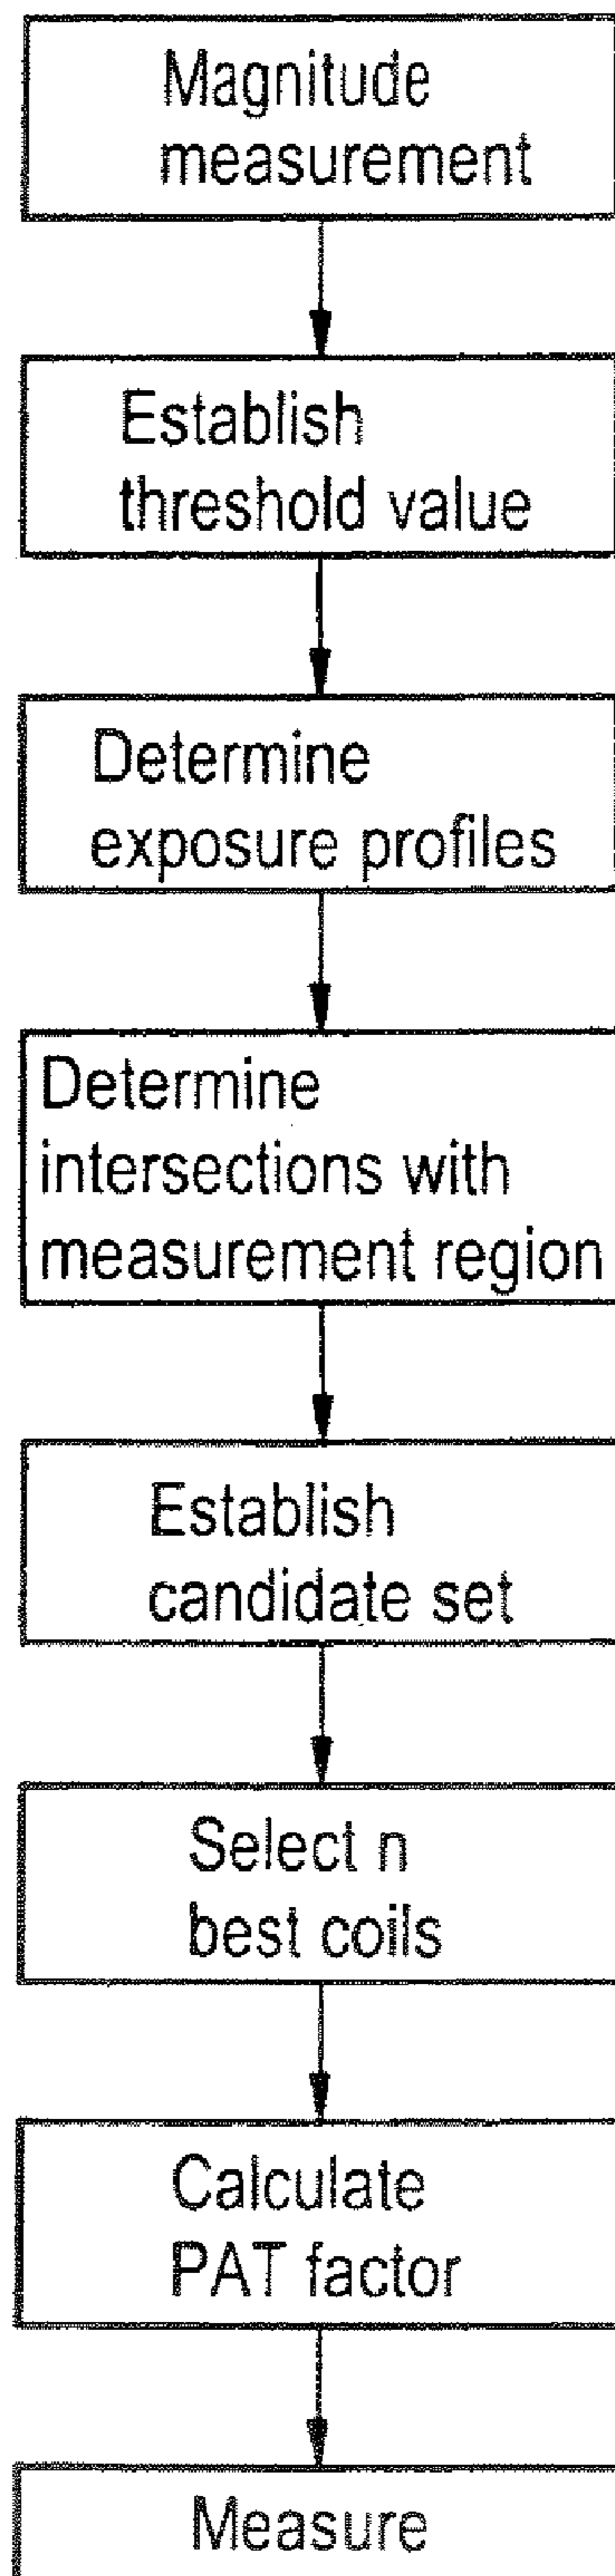 Magnitude
measurement
Establish
threshold value
Determine
exposure profiles
Determine
intersections with
measurement region
Establish
candidate set
Select n
best coils
Calculate
PAT factor
Measure